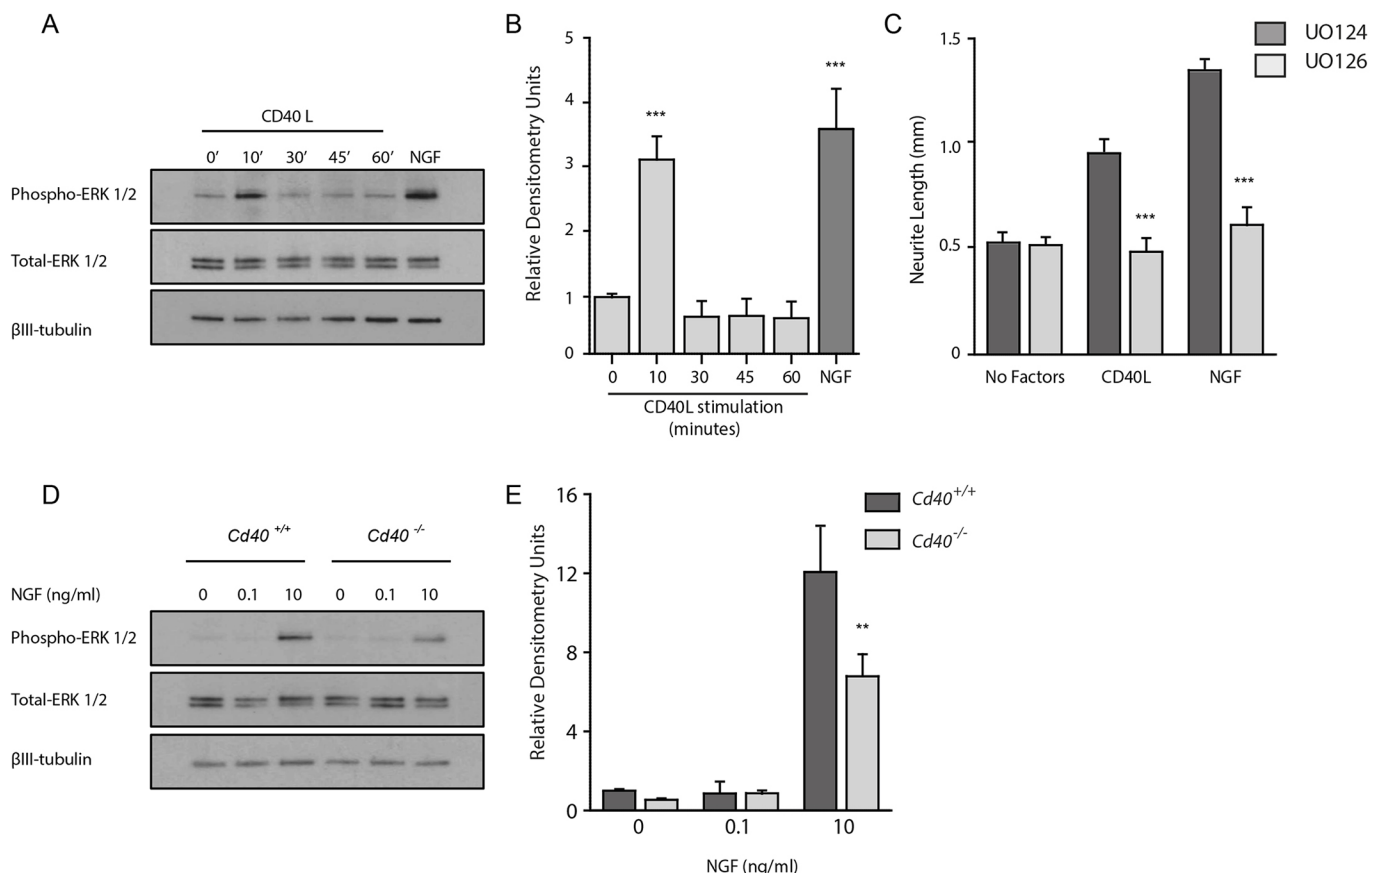 A
CD40 L
0′ 10′ 30′ 45′ 60′ NGF
Phospho-ERK 1/2
Total-ERK 1/2
βIII-tubulin
B
Relative Densitometry Units
5
4
3
2
1
0
***
***
0 10 30 45 60 NGF
CD40L stimulation
(minutes)
C
UO124
UO126
Neurite Length (mm)
1.5
1.0
0.5
0
***
***
No Factors CD40L NGF
D
Cd40 +/+ Cd40 -/-
NGF (ng/ml) 0 0.1 10 0 0.1 10
Phospho-ERK 1/2
Total-ERK 1/2
βIII-tubulin
E
Cd40+/+
Cd40-/-
Relative Densitometry Units
16
12
8
4
0
**
0 0.1 10
NGF (ng/ml)